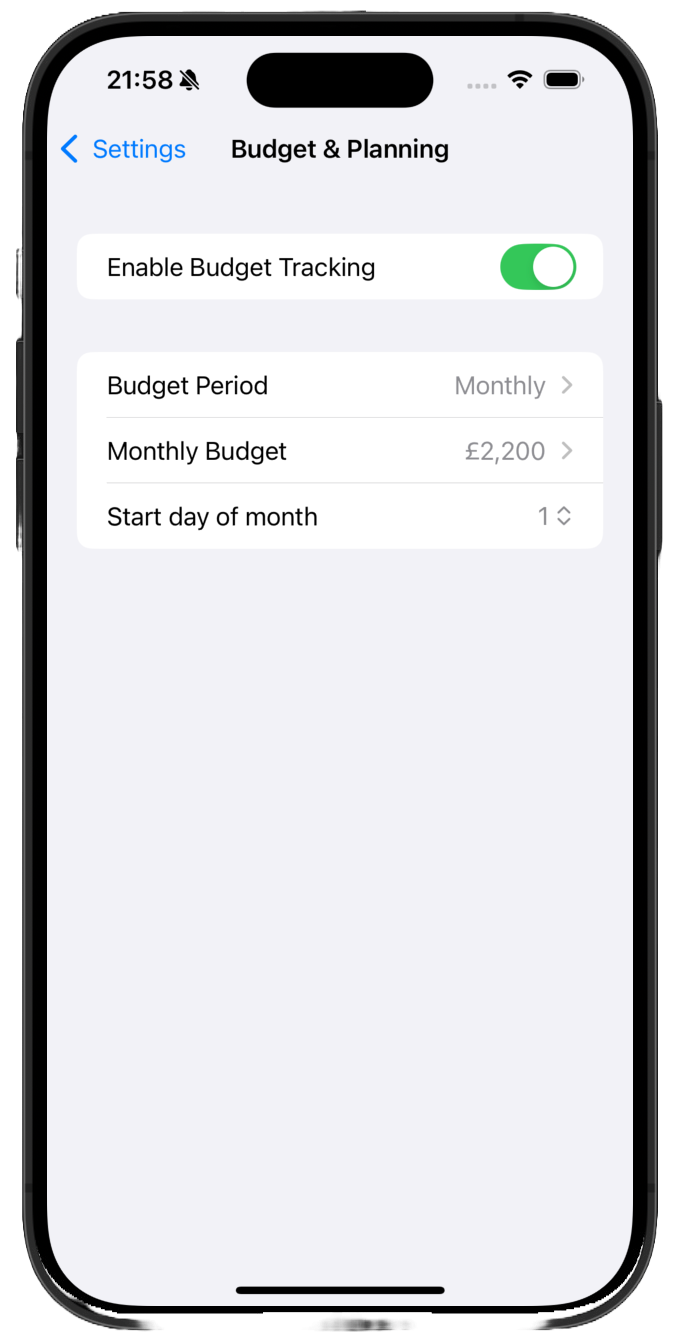 21:58
Settings Budget & Planning
Enable Budget Tracking
Budget Period Monthly
Monthly Budget £2,200
Start day of month 1